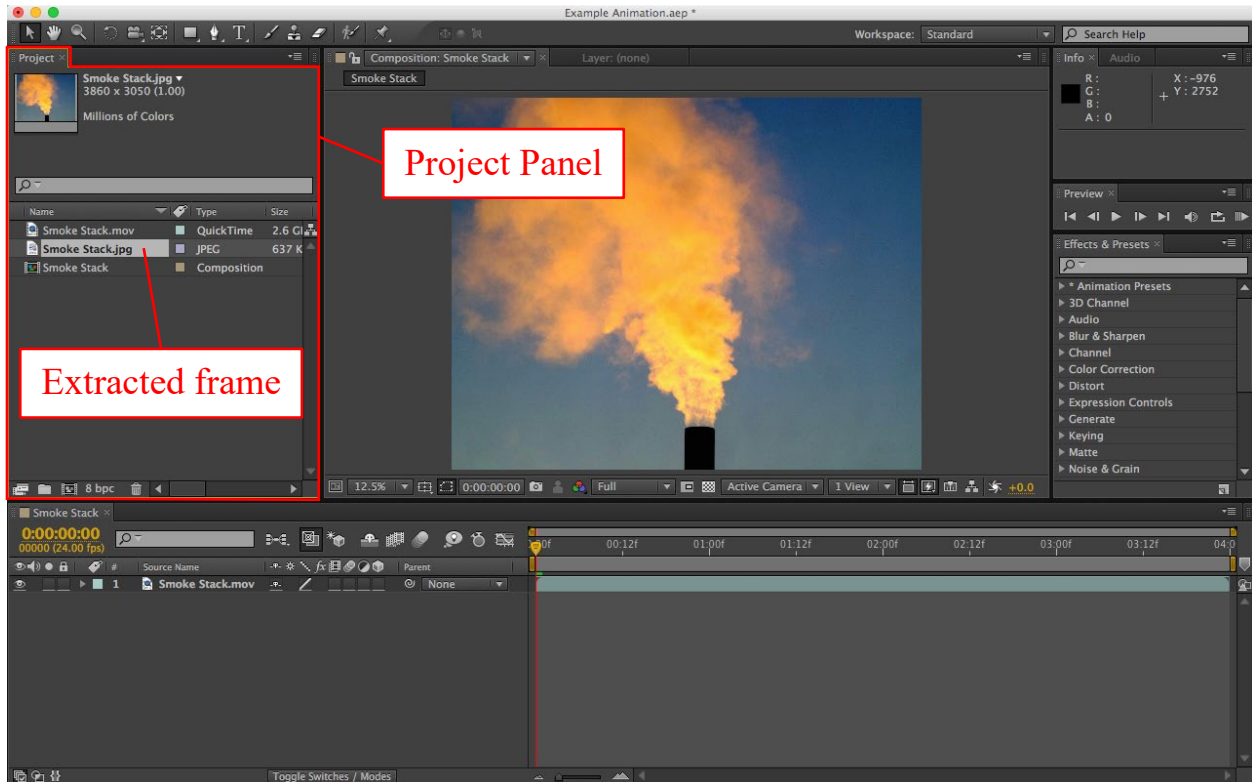 Example Animation.aep *
Workspace: Standard
Search Help
Project ×
Composition: Smoke Stack ×
Layer: (none)
Info × Audio
Smoke Stack.jpg
3860 x 3050 (1.00)
Millions of Colors
Smoke Stack
R :
G :
B :
A : 0
X : -976
Y : 2752
Project Panel
Name Type Size
Smoke Stack.mov QuickTime 2.6 G
Smoke Stack.jpg JPEG 637 K
Smoke Stack Composition
Extracted frame
Preview ×
Effects & Presets ×
* Animation Presets
3D Channel
Audio
Blur & Sharpen
Channel
Color Correction
Distort
Expression Controls
Generate
Keying
Matte
Noise & Grain
8 bpc
12.5% 0:00:00:00 Full Active Camera 1 View +0.0
Smoke Stack ×
0:00:00:00
00000 (24.00 fps)
00:12f 01:00f 01:12f 02:00f 02:12f 03:00f 03:12f
# Source Name Parent
1 Smoke Stack.mov None
Toggle Switches / Modes